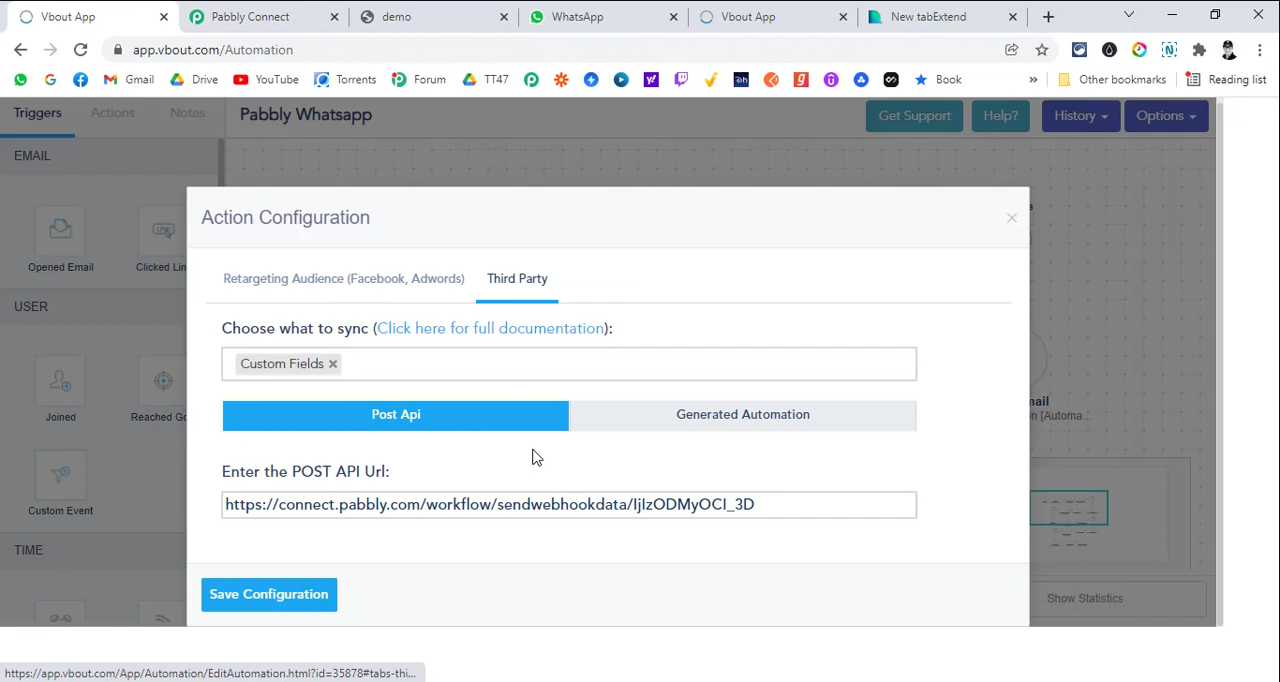 Vbout App
Pabbly Connect
demo
WhatsApp
Vbout App
New tabExtend
app.vbout.com/Automation
Gmail
Drive
YouTube
Torrents
Forum
TT47
Book
»
Other bookmarks
Reading list
Triggers
Actions
Notes
Pabbly Whatsapp
Get Support
Help?
History
Options
EMAIL
Opened Email
Clicked Lin
USER
Joined
Reached Go
Custom Event
TIME
Action Configuration
×
Retargeting Audience (Facebook, Adwords)
Third Party
Choose what to sync (Click here for full documentation):
Custom Fields ×
Post Api
Generated Automation
Enter the POST API Url:
https://connect.pabbly.com/workflow/sendwebhookdata/IjIzODMyOCI_3D
Save Configuration
Show Statistics
https://app.vbout.com/App/Automation/EditAutomation.html?id=35878#tabs-thi...